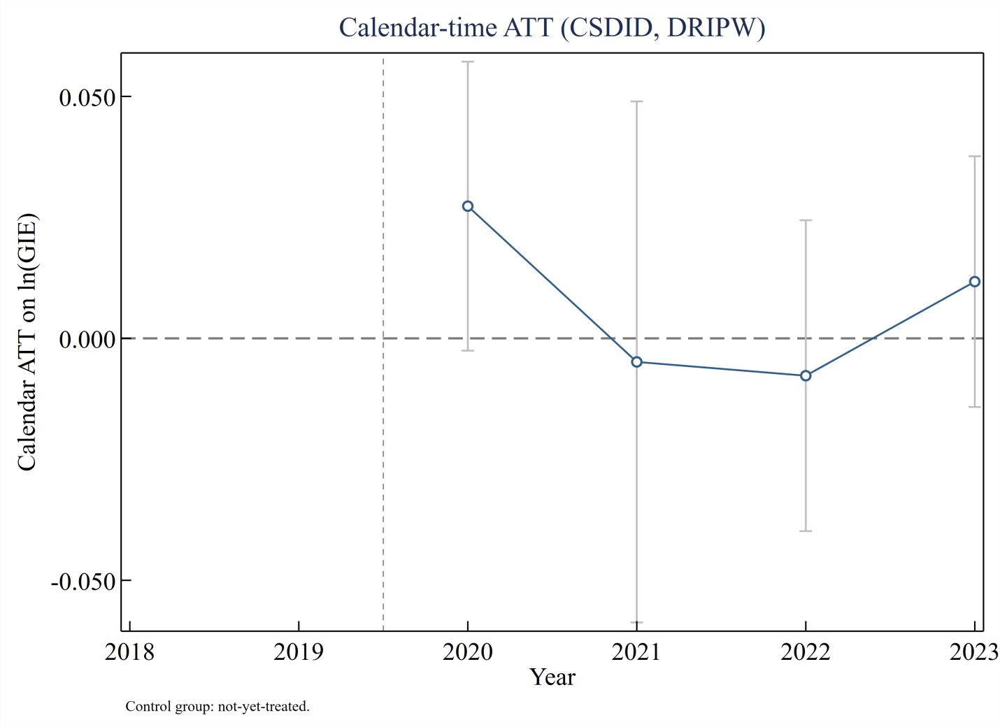 Calendar-time ATT (CSDID, DRIPW)
Calendar ATT on ln(GIE)
0.050
0.000
-0.050
2018 2019 2020 2021 2022 2023
Year
Control group: not-yet-treated.